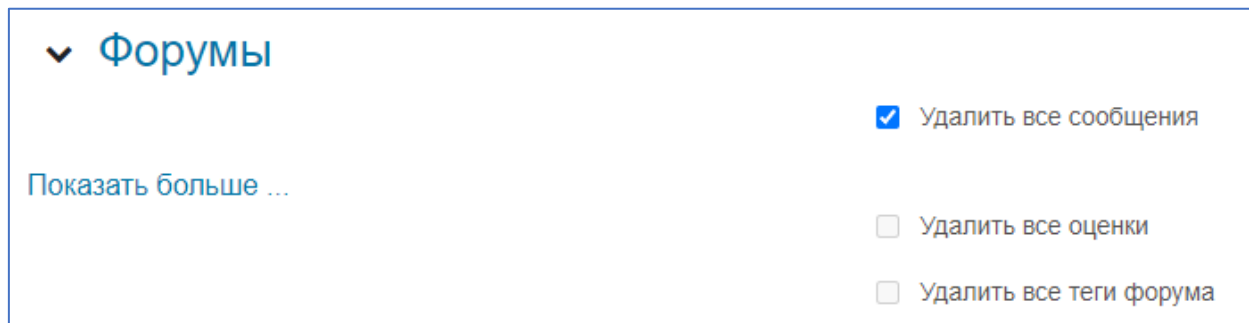 Форумы
Удалить все сообщения
Показать больше ...
Удалить все оценки
Удалить все теги форума